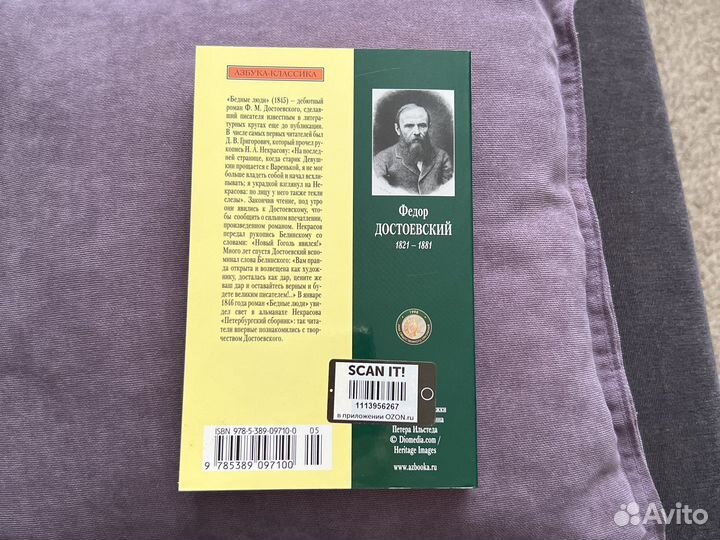 АЗБУКА-КЛАССИКА
«Бедные люди» (1845) – дебютный
роман Ф. М. Достоевского, сделав-
ший писателя известным в литера-
турных кругах еще до публикации.
В числе самых первых читателей был
Д. В. Григорович, который прочел ру-
копись Н. А. Некрасову: «На послед-
ней странице, когда старик Девуш-
кин прощается с Варенькой, я не мог
больше владеть собой и начал всхли-
пывать; я украдкой взглянул на Не-
красова: по лицу у него также текли
слезы». Закончив чтение, под утро
они явились к Достоевскому, что-
бы сообщить о сильном впечатлении,
произведенном романом. Некрасов
передал рукопись Белинскому со
словами: «Новый Гоголь явился!»
Много лет спустя Достоевский вспо-
минал слова Белинского: «Вам прав-
да открыта и возвещена как худож-
нику, досталась как дар, цените же
ваш дар и оставайтесь верным и бу-
дете великим писателем!..» В январе
1846 года роман «Бедные люди» уви-
дел свет в альманахе Некрасова
«Петербургский сборник»: так чита-
тели впервые познакомились с твор-
чеством Достоевского.
ISBN 978-5-389-09710-0
05
9 785389 097100
Федор
ДОСТОЕВСКИЙ
1821 – 1881
1998
SCAN IT!
1113956267
в приложении OZON.ru
Петера Ильстеда
© Diomedia.com /
Heritage Images
www.azbooka.ru
Avito